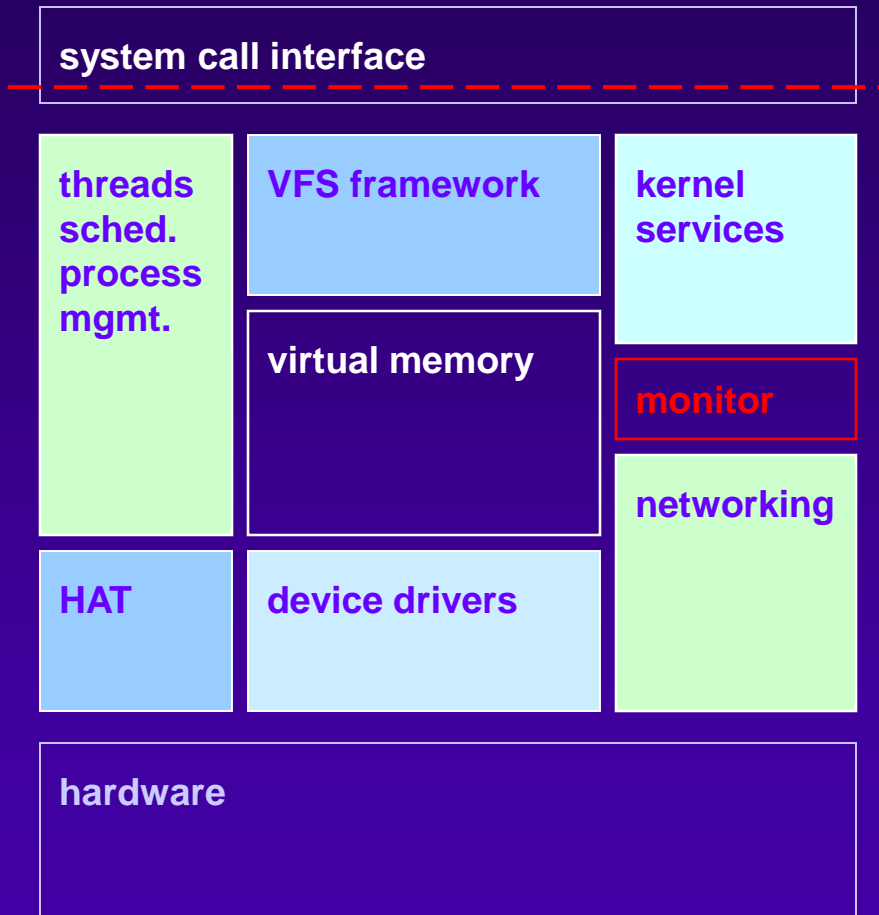 system call interface
threads
sched.
process
mgmt.
VFS framework
kernel
services
virtual memory
monitor
networking
HAT
device drivers
hardware